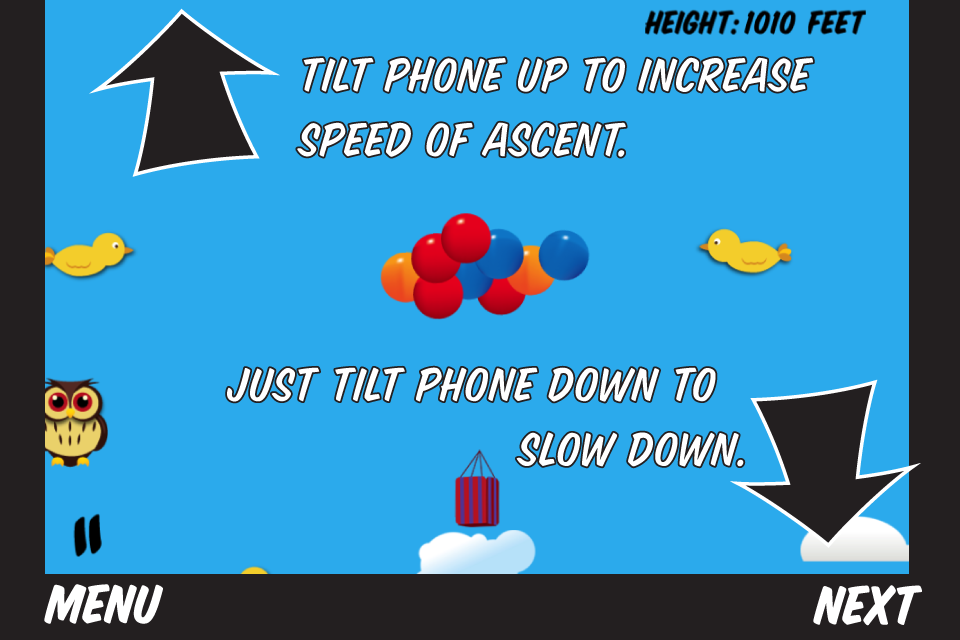 HEIGHT: 1010 FEET
TILT PHONE UP TO INCREASE
SPEED OF ASCENT.
JUST TILT PHONE DOWN TO
SLOW DOWN.
MENU
NEXT